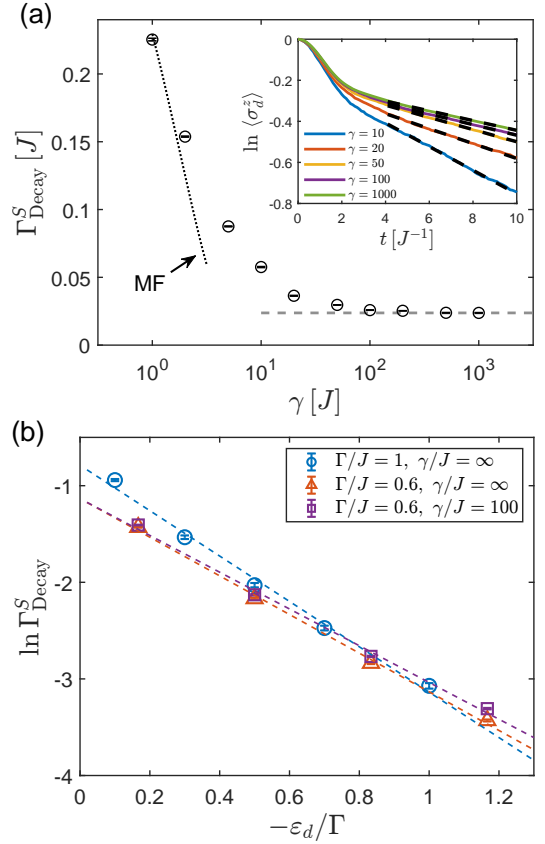 (a)
Γ^S_Decay [J]
0.2
0.15
0.1
0.05
0
MF
0
-0.2
-0.4
-0.6
-0.8
ln ⟨σ^z_d⟩
γ = 10
γ = 20
γ = 50
γ = 100
γ = 1000
0 2 4 6 8 10
t [J^-1]
10^0 10^1 10^2 10^3
γ [J]
(b)
ln Γ^S_Decay
-1
-2
-3
-4
Γ/J = 1, γ/J = ∞
Γ/J = 0.6, γ/J = ∞
Γ/J = 0.6, γ/J = 100
0 0.2 0.4 0.6 0.8 1 1.2
-ε_d/Γ